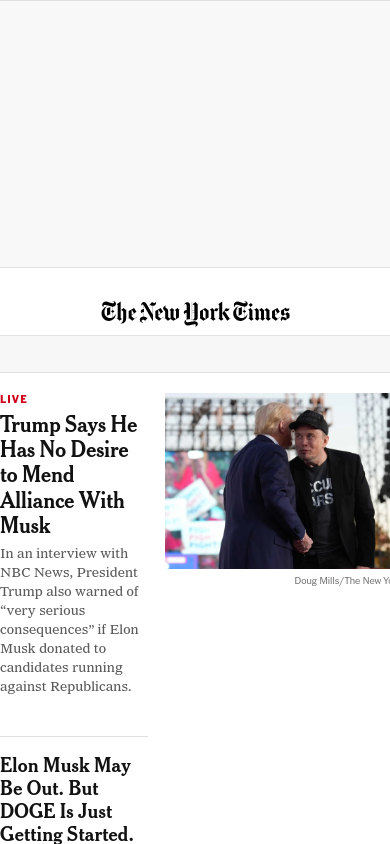 The New York Times
LIVE
Trump Says He
Has No Desire
to Mend
Alliance With
Musk
In an interview with
NBC News, President
Trump also warned of
“very serious
consequences” if Elon
Musk donated to
candidates running
against Republicans.
Doug Mills/The New Yo
Elon Musk May
Be Out. But
DOGE Is Just
Getting Started.